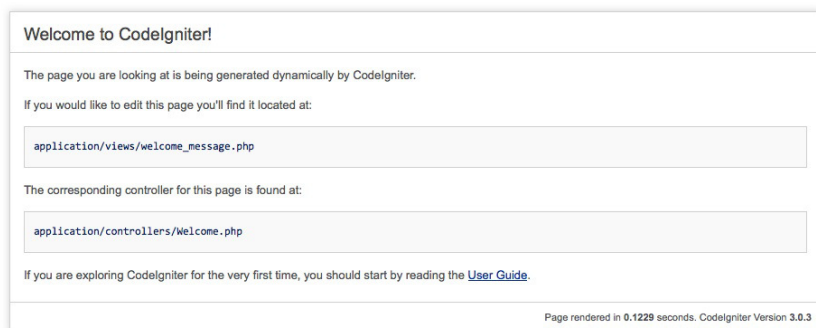 Welcome to CodeIgniter!
The page you are looking at is being generated dynamically by CodeIgniter.
If you would like to edit this page you'll find it located at:
application/views/welcome_message.php
The corresponding controller for this page is found at:
application/controllers/Welcome.php
If you are exploring CodeIgniter for the very first time, you should start by reading the User Guide.
Page rendered in 0.1229 seconds. CodeIgniter Version 3.0.3